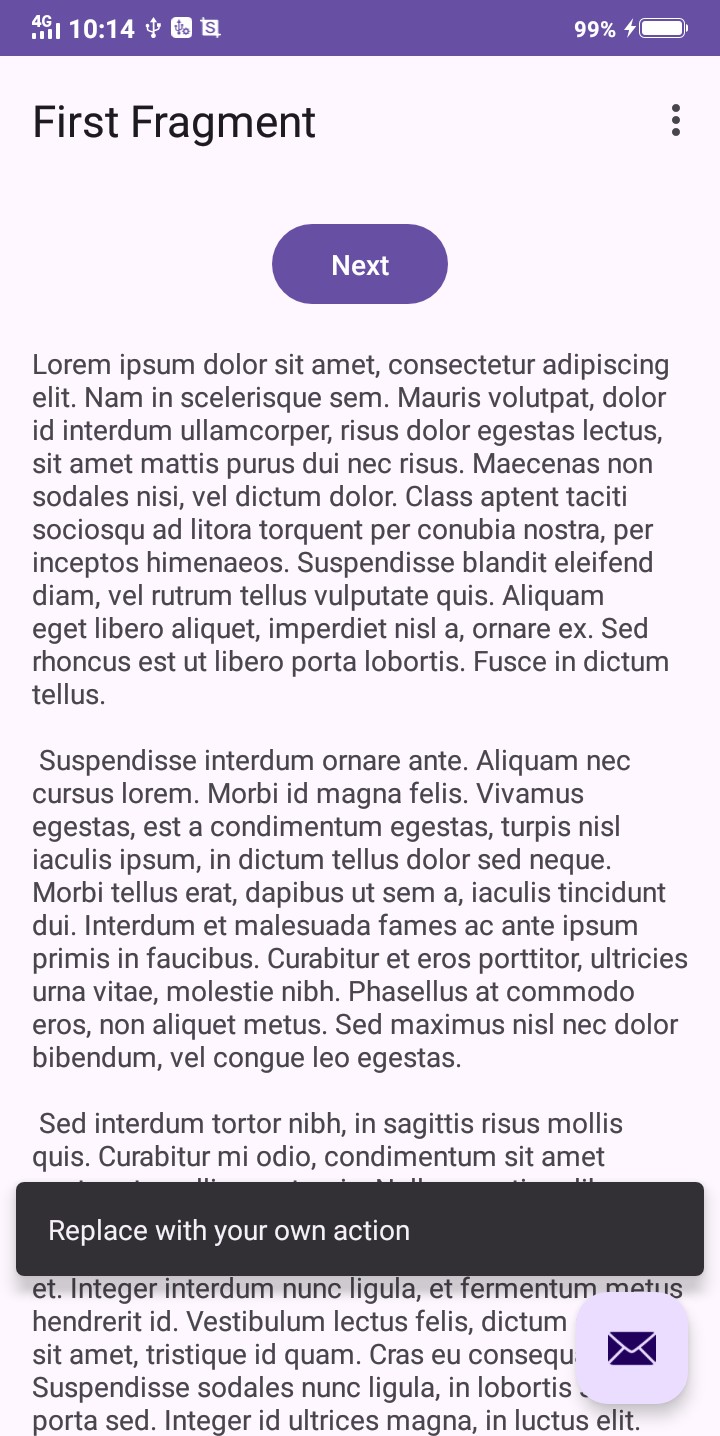 4G 10:14 99%
First Fragment
Next
Lorem ipsum dolor sit amet, consectetur adipiscing
elit. Nam in scelerisque sem. Mauris volutpat, dolor
id interdum ullamcorper, risus dolor egestas lectus,
sit amet mattis purus dui nec risus. Maecenas non
sodales nisi, vel dictum dolor. Class aptent taciti
sociosqu ad litora torquent per conubia nostra, per
inceptos himenaeos. Suspendisse blandit eleifend
diam, vel rutrum tellus vulputate quis. Aliquam
eget libero aliquet, imperdiet nisl a, ornare ex. Sed
rhoncus est ut libero porta lobortis. Fusce in dictum
tellus.
Suspendisse interdum ornare ante. Aliquam nec
cursus lorem. Morbi id magna felis. Vivamus
egestas, est a condimentum egestas, turpis nisl
iaculis ipsum, in dictum tellus dolor sed neque.
Morbi tellus erat, dapibus ut sem a, iaculis tincidunt
dui. Interdum et malesuada fames ac ante ipsum
primis in faucibus. Curabitur et eros porttitor, ultricies
urna vitae, molestie nibh. Phasellus at commodo
eros, non aliquet metus. Sed maximus nisl nec dolor
bibendum, vel congue leo egestas.
Sed interdum tortor nibh, in sagittis risus mollis
quis. Curabitur mi odio, condimentum sit amet
Replace with your own action
et. Integer interdum nunc ligula, et fermentum metus
hendrerit id. Vestibulum lectus felis, dictum
sit amet, tristique id quam. Cras eu
Suspendisse sodales nunc ligula, in lobortis
porta sed. Integer id ultrices magna, in luctus elit.